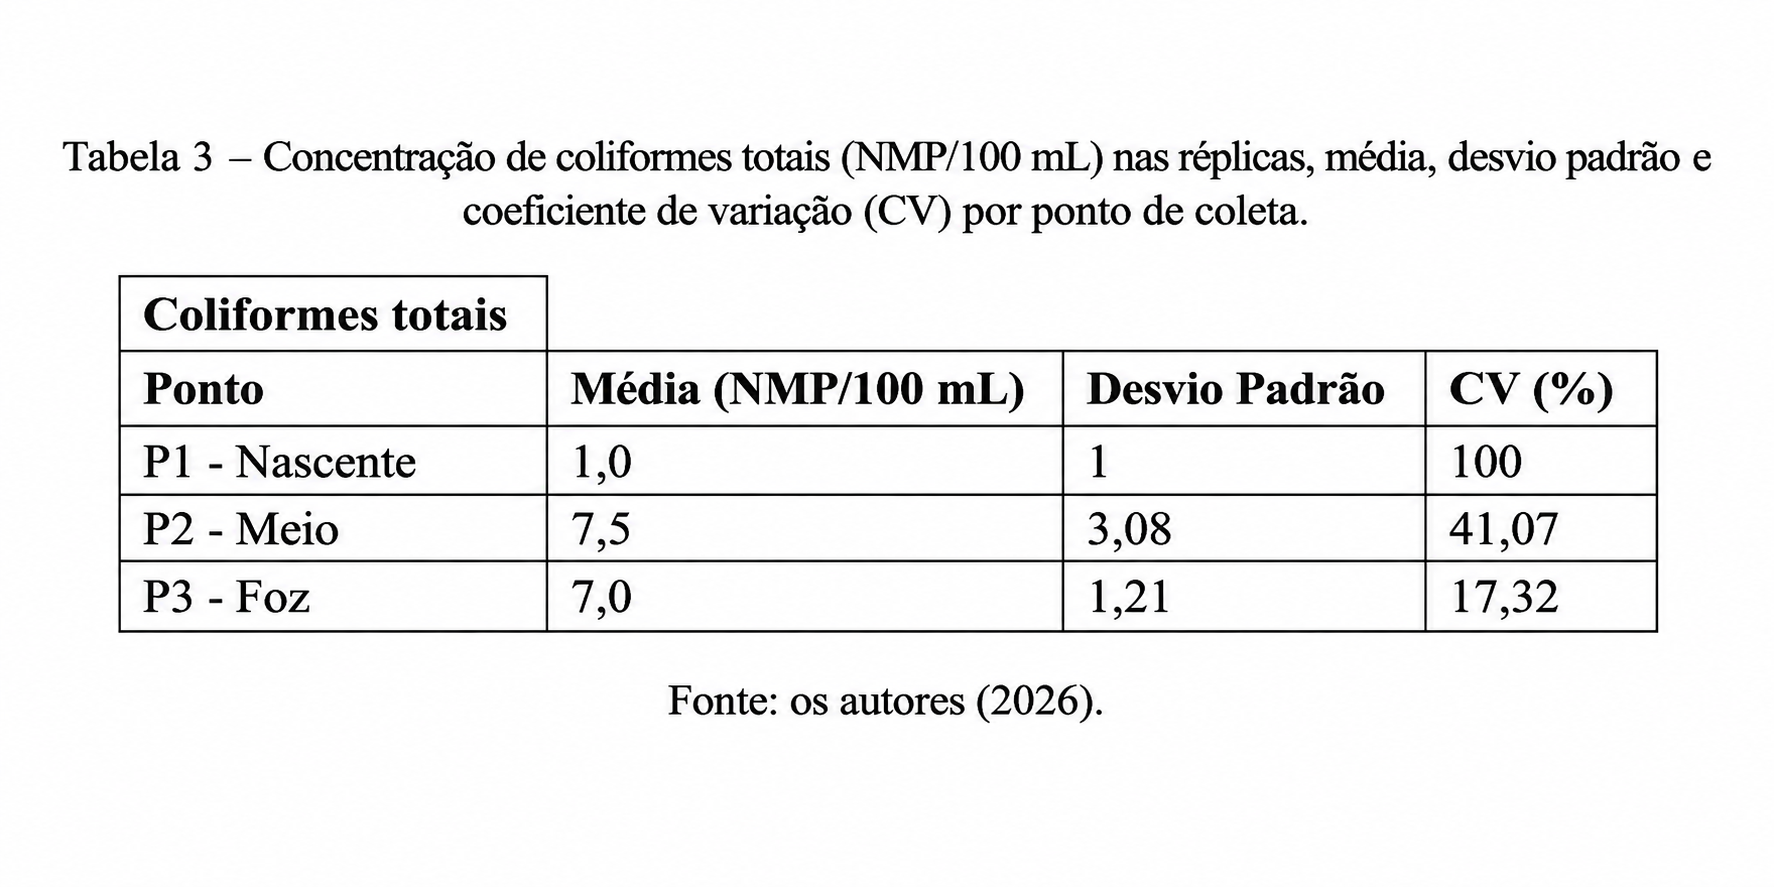 Tabela 3 – Concentração de coliformes totais (NMP/100 mL) nas réplicas, média, desvio padrão e
coeficiente de variação (CV) por ponto de coleta.
Coliformes totais
Ponto Média (NMP/100 mL) Desvio Padrão CV (%)
P1 - Nascente 1,0 1 100
P2 - Meio 7,5 3,08 41,07
P3 - Foz 7,0 1,21 17,32
Fonte: os autores (2026).